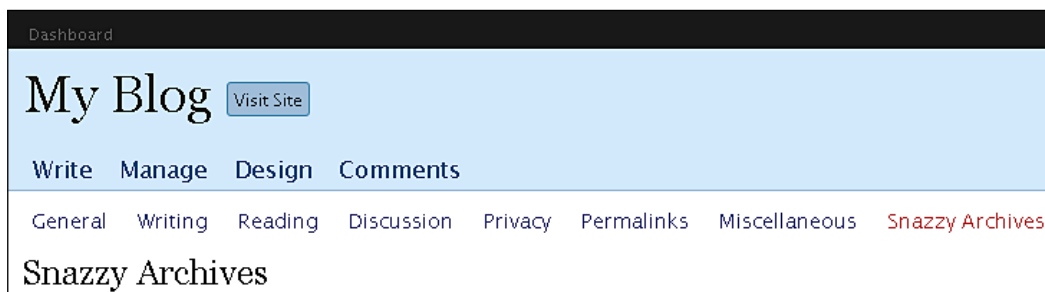 Dashboard
My Blog Visit Site
Write Manage Design Comments
General Writing Reading Discussion Privacy Permalinks Miscellaneous Snazzy Archives
Snazzy Archives